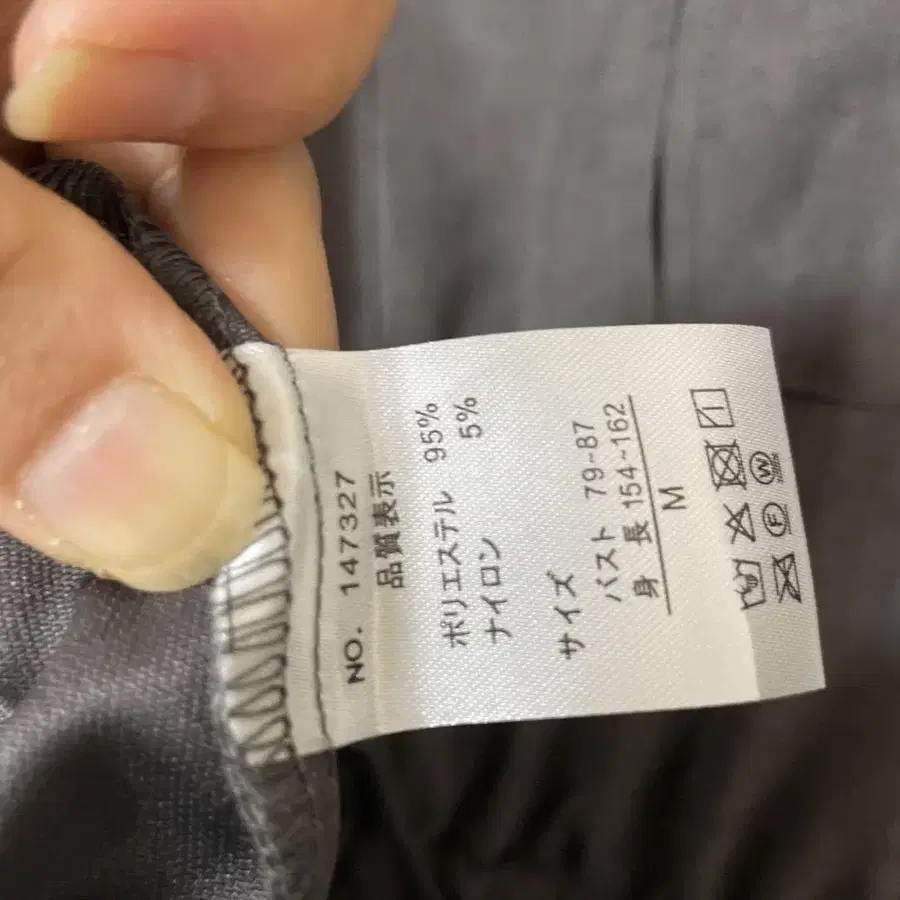 NO. 147327
品質表示
ポリエステル 95%
ナイロン 5%
サイズ
バスト 79~87
身長 154~162
M
W
F